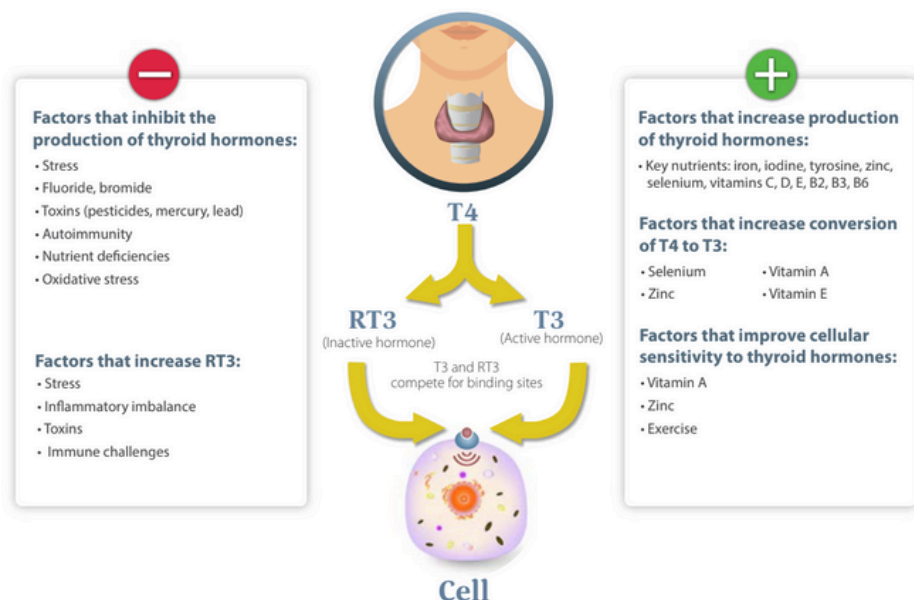 Factors that inhibit the
production of thyroid hormones:
• Stress
• Fluoride, bromide
• Toxins (pesticides, mercury, lead)
• Autoimmunity
• Nutrient deficiencies
• Oxidative stress
Factors that increase RT3:
• Stress
• Inflammatory imbalance
• Toxins
• Immune challenges
T4
RT3
(Inactive hormone)
T3
(Active hormone)
T3 and RT3
compete for binding sites
Cell
Factors that increase production
of thyroid hormones:
• Key nutrients: iron, iodine, tyrosine, zinc,
selenium, vitamins C, D, E, B2, B3, B6
Factors that increase conversion
of T4 to T3:
• Selenium • Vitamin A
• Zinc • Vitamin E
Factors that improve cellular
sensitivity to thyroid hormones:
• Vitamin A
• Zinc
• Exercise